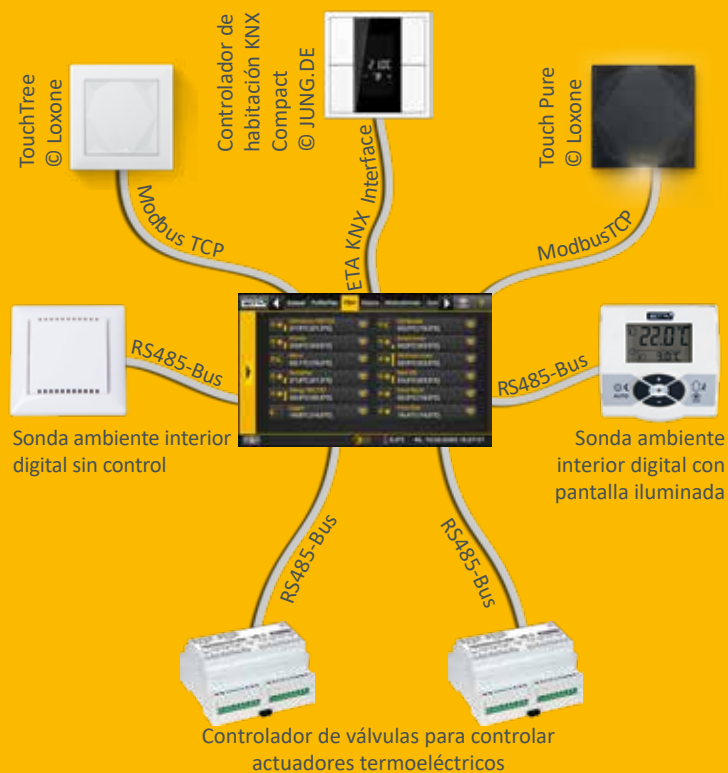 TouchTree
© Loxone
Controlador de
habitación KNX
Compact
© JUNG.DE
Touch Pure
© Loxone
Modbus TCP
ETA KNX Interface
ModbusTCP
RS485-Bus
RS485-Bus
22.0°C
AUTO
Sonda ambiente interior
digital sin control
Sonda ambiente
interior digital con
pantalla iluminada
RS485-Bus
RS485-Bus
Controlador de válvulas para controlar
actuadores termoeléctricos